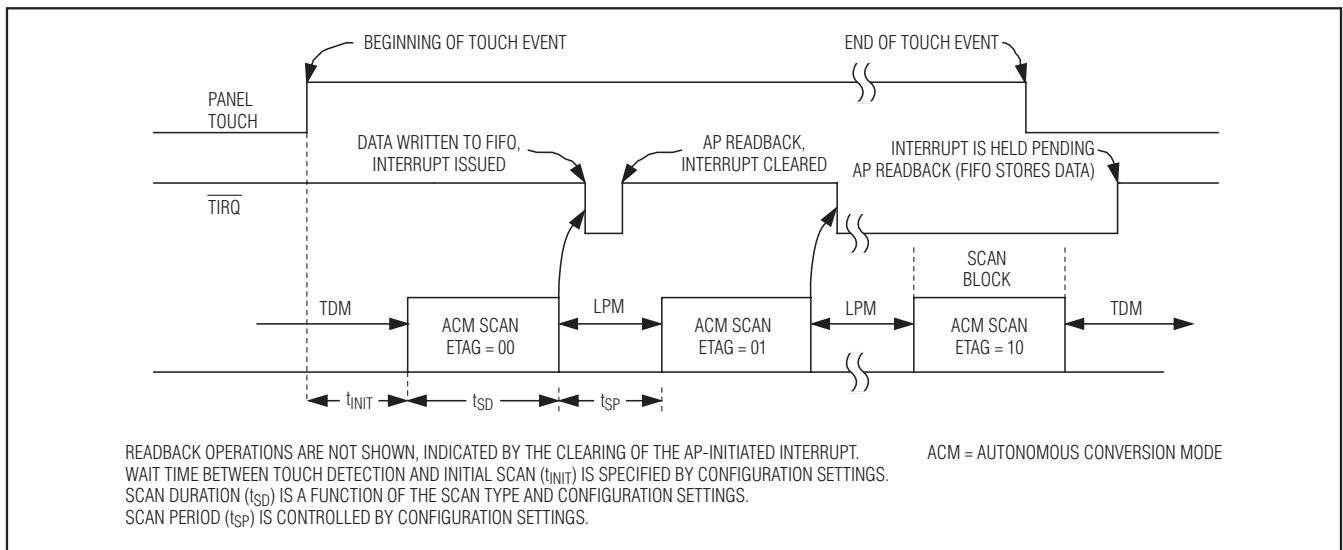 BEGINNING OF TOUCH EVENT
END OF TOUCH EVENT
PANEL
TOUCH
DATA WRITTEN TO FIFO,
INTERRUPT ISSUED
AP READBACK,
INTERRUPT CLEARED
INTERRUPT IS HELD PENDING
AP READBACK (FIFO STORES DATA)
TIRQ
SCAN
BLOCK
TDM
ACM SCAN
ETAG = 00
LPM
ACM SCAN
ETAG = 01
LPM
ACM SCAN
ETAG = 10
TDM
tINIT
tSD
tSP
READBACK OPERATIONS ARE NOT SHOWN, INDICATED BY THE CLEARING OF THE AP-INITIATED INTERRUPT.
ACM = AUTONOMOUS CONVERSION MODE
WAIT TIME BETWEEN TOUCH DETECTION AND INITIAL SCAN (tINIT) IS SPECIFIED BY CONFIGURATION SETTINGS.
SCAN DURATION (tSD) IS A FUNCTION OF THE SCAN TYPE AND CONFIGURATION SETTINGS.
SCAN PERIOD (tSP) IS CONTROLLED BY CONFIGURATION SETTINGS.